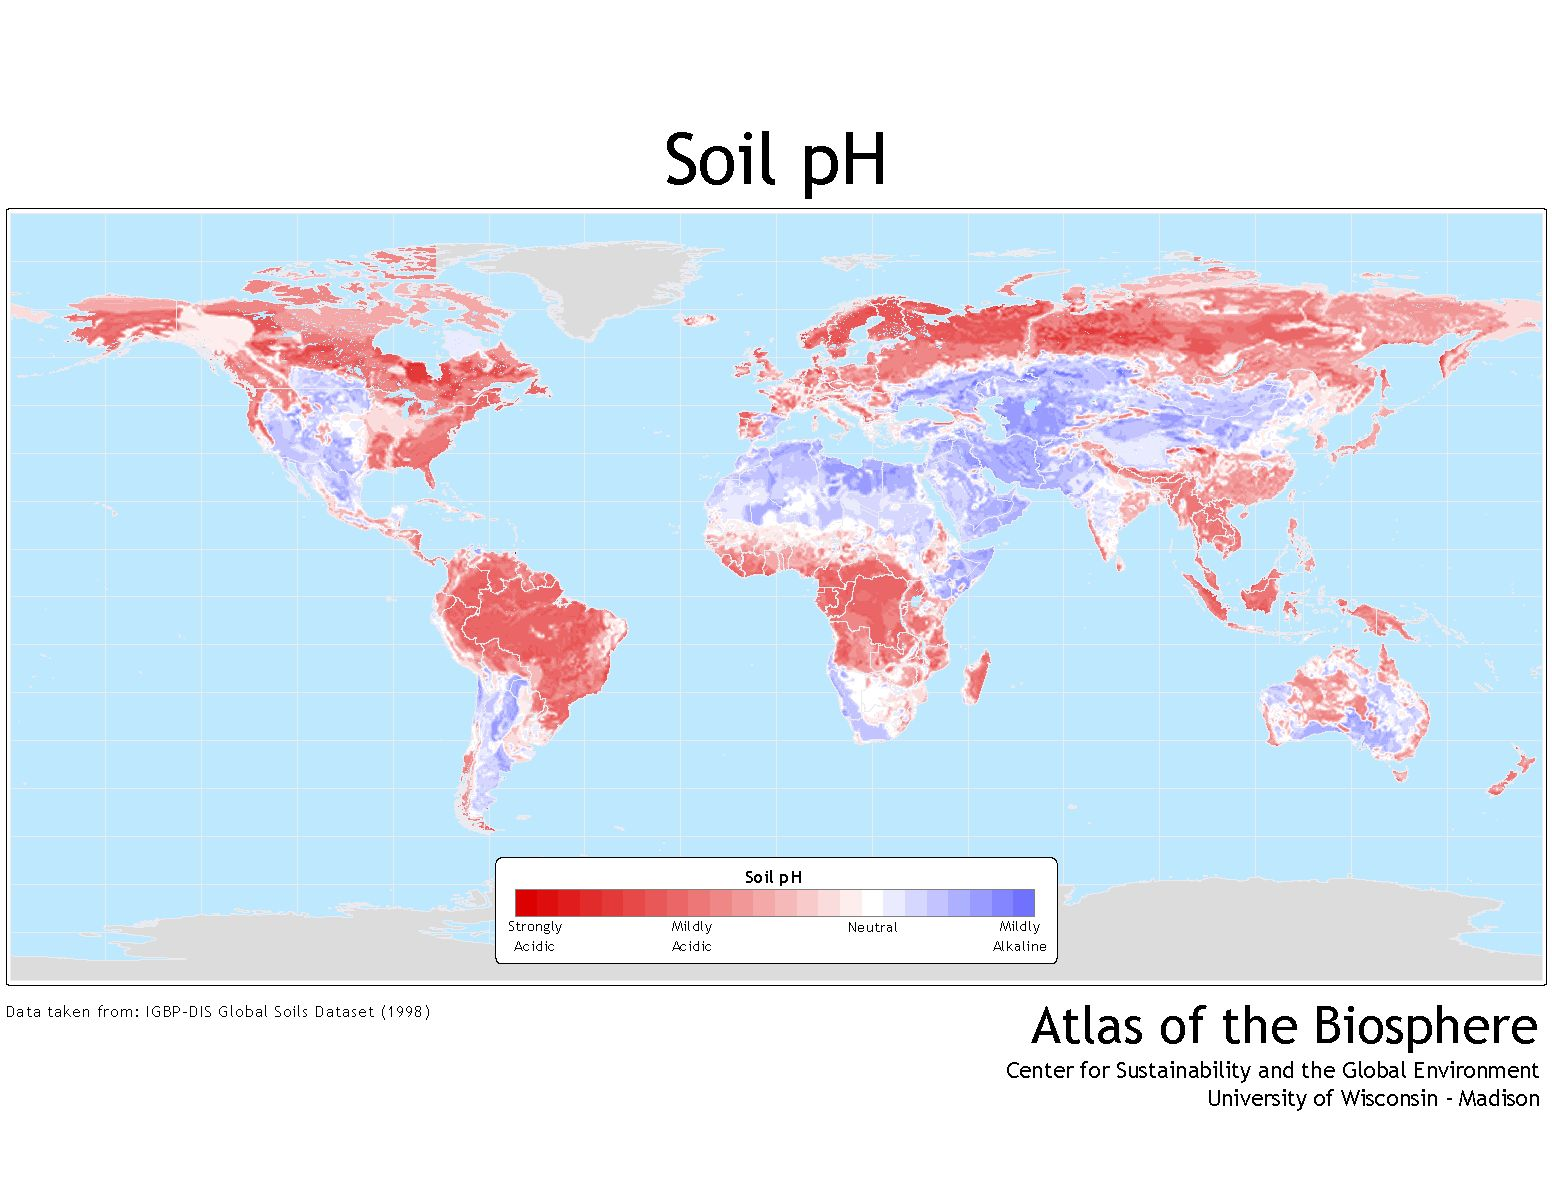 Soil pH
Soil pH
Strongly Acidic
Mildly Acidic
Neutral
Mildly Alkaline
Data taken from: IGBP-DIS Global Soils Dataset (1998)
Atlas of the Biosphere
Center for Sustainability and the Global Environment
University of Wisconsin - Madison